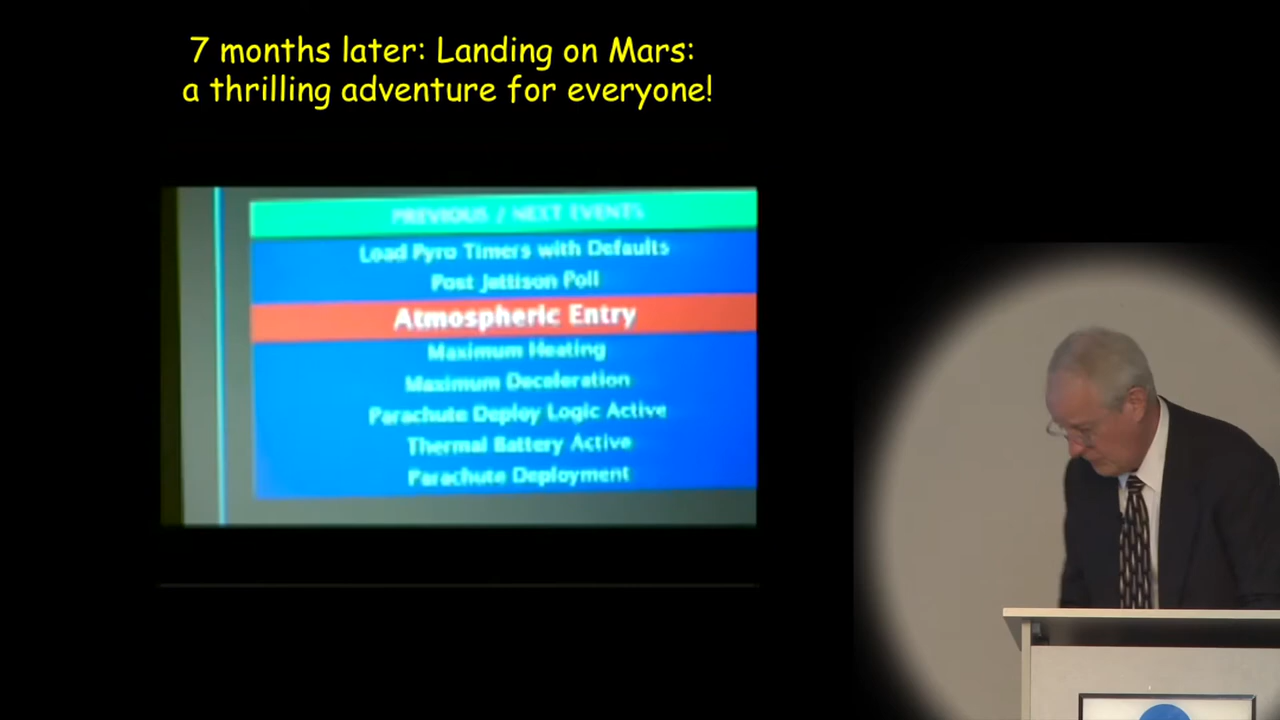 7 months later: Landing on Mars:
a thrilling adventure for everyone!
PREVIOUS / NEXT EVENTS
Load Pyro Timers with Defaults
Post Jettison Poll
Atmospheric Entry
Maximum Heating
Maximum Deceleration
Parachute Deploy Logic Active
Thermal Battery Active
Parachute Deployment